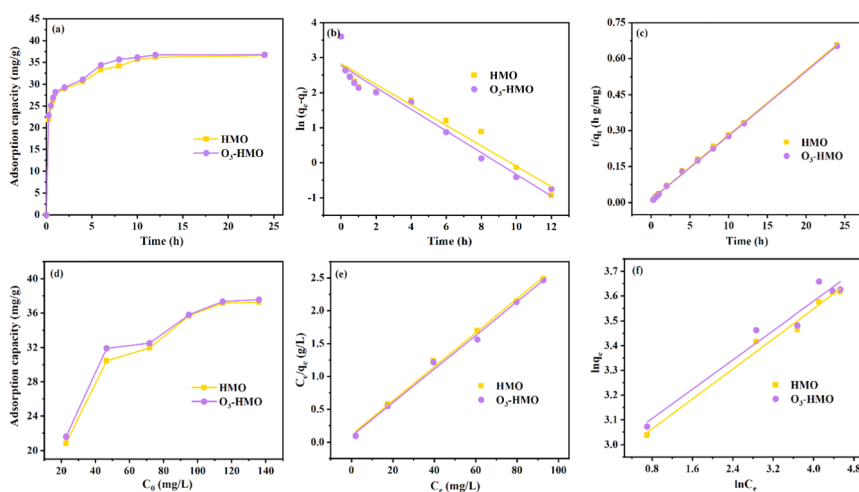 (a)
Adsorption capacity (mg/g)
45
40
35
30
25
20
15
10
5
0
HMO
O₃-HMO
0 5 10 15 20 25
Time (h)
(b)
ln (qₑ-qₜ)
4
3
2
1
0
-1
HMO
O₃-HMO
0 2 4 6 8 10 12
Time (h)
(c)
t/qₜ (h g/mg)
0.75
0.60
0.45
0.30
0.15
0.00
HMO
O₃-HMO
0 4 8 12 16 20 24
Time (h)
(d)
Adsorption capacity (mg/g)
40
36
32
28
24
20
HMO
O₃-HMO
20 40 60 80 100 120 140
C₀ (mg/L)
(e)
Cₑ/qₑ (g/L)
2.5
2.0
1.5
1.0
0.5
0.0
HMO
O₃-HMO
0 20 40 60 80 100
Cₑ (mg/L)
(f)
lnqₑ
3.7
3.6
3.5
3.4
3.3
3.2
3.1
3.0
HMO
O₃-HMO
0.8 1.6 2.4 3.2 4.0 4.8
lnCₑ